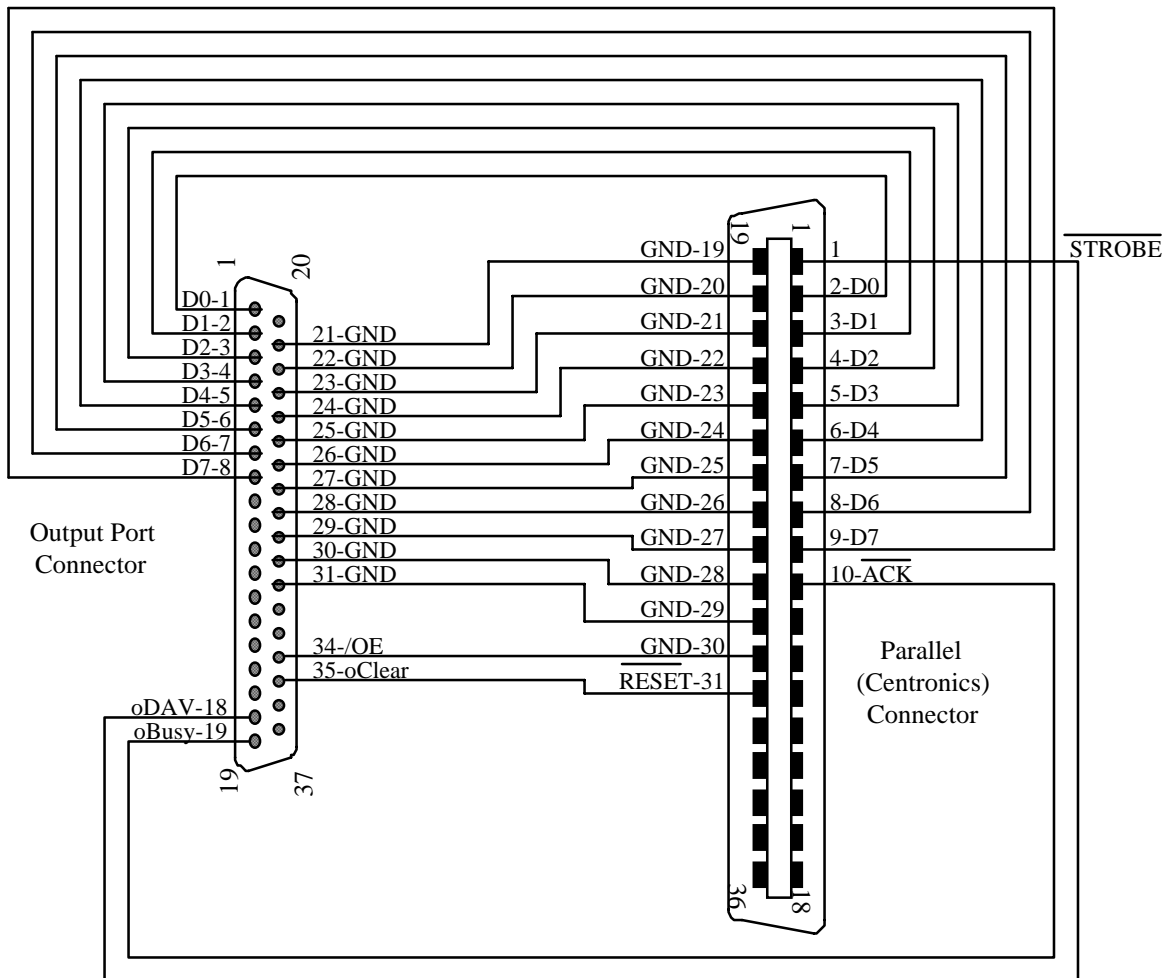 STROBE
19
1
1
GND-19
GND-20
GND-21
GND-22
GND-23
GND-24
GND-25
GND-26
GND-27
GND-28
GND-29
GND-30
RESET-31
2-D0
3-D1
4-D2
5-D3
6-D4
7-D5
8-D6
9-D7
10-ACK
36
18
Parallel
(Centronics)
Connector
1
20
D0-1
D1-2
D2-3
D3-4
D4-5
D5-6
D6-7
D7-8
21-GND
22-GND
23-GND
24-GND
25-GND
26-GND
27-GND
28-GND
29-GND
30-GND
31-GND
34-/OE
35-oClear
Output Port
Connector
oDAV-18
oBusy-19
19
37